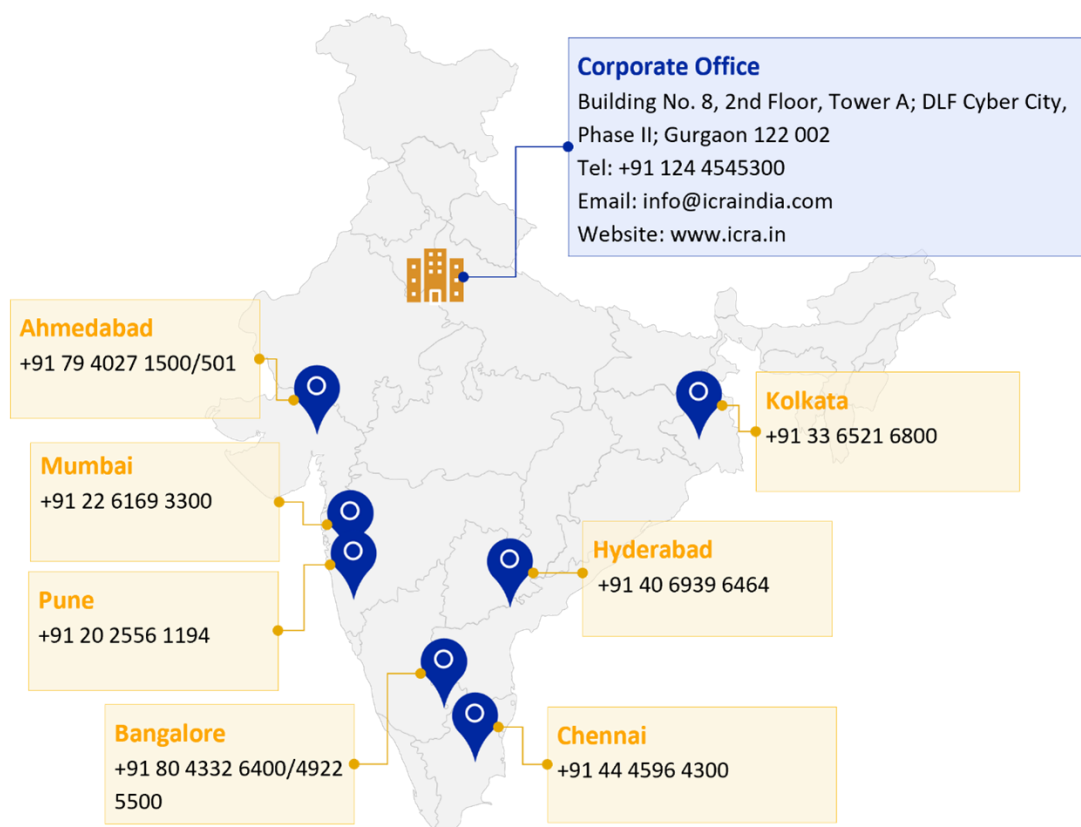 Corporate Office
Building No. 8, 2nd Floor, Tower A; DLF Cyber City,
Phase II; Gurgaon 122 002
Tel: +91 124 4545300
Email: info@icraindia.com
Website: www.icra.in
Ahmedabad
+91 79 4027 1500/501
Kolkata
+91 33 6521 6800
Mumbai
+91 22 6169 3300
Hyderabad
+91 40 6939 6464
Pune
+91 20 2556 1194
Bangalore
+91 80 4332 6400/4922
5500
Chennai
+91 44 4596 4300